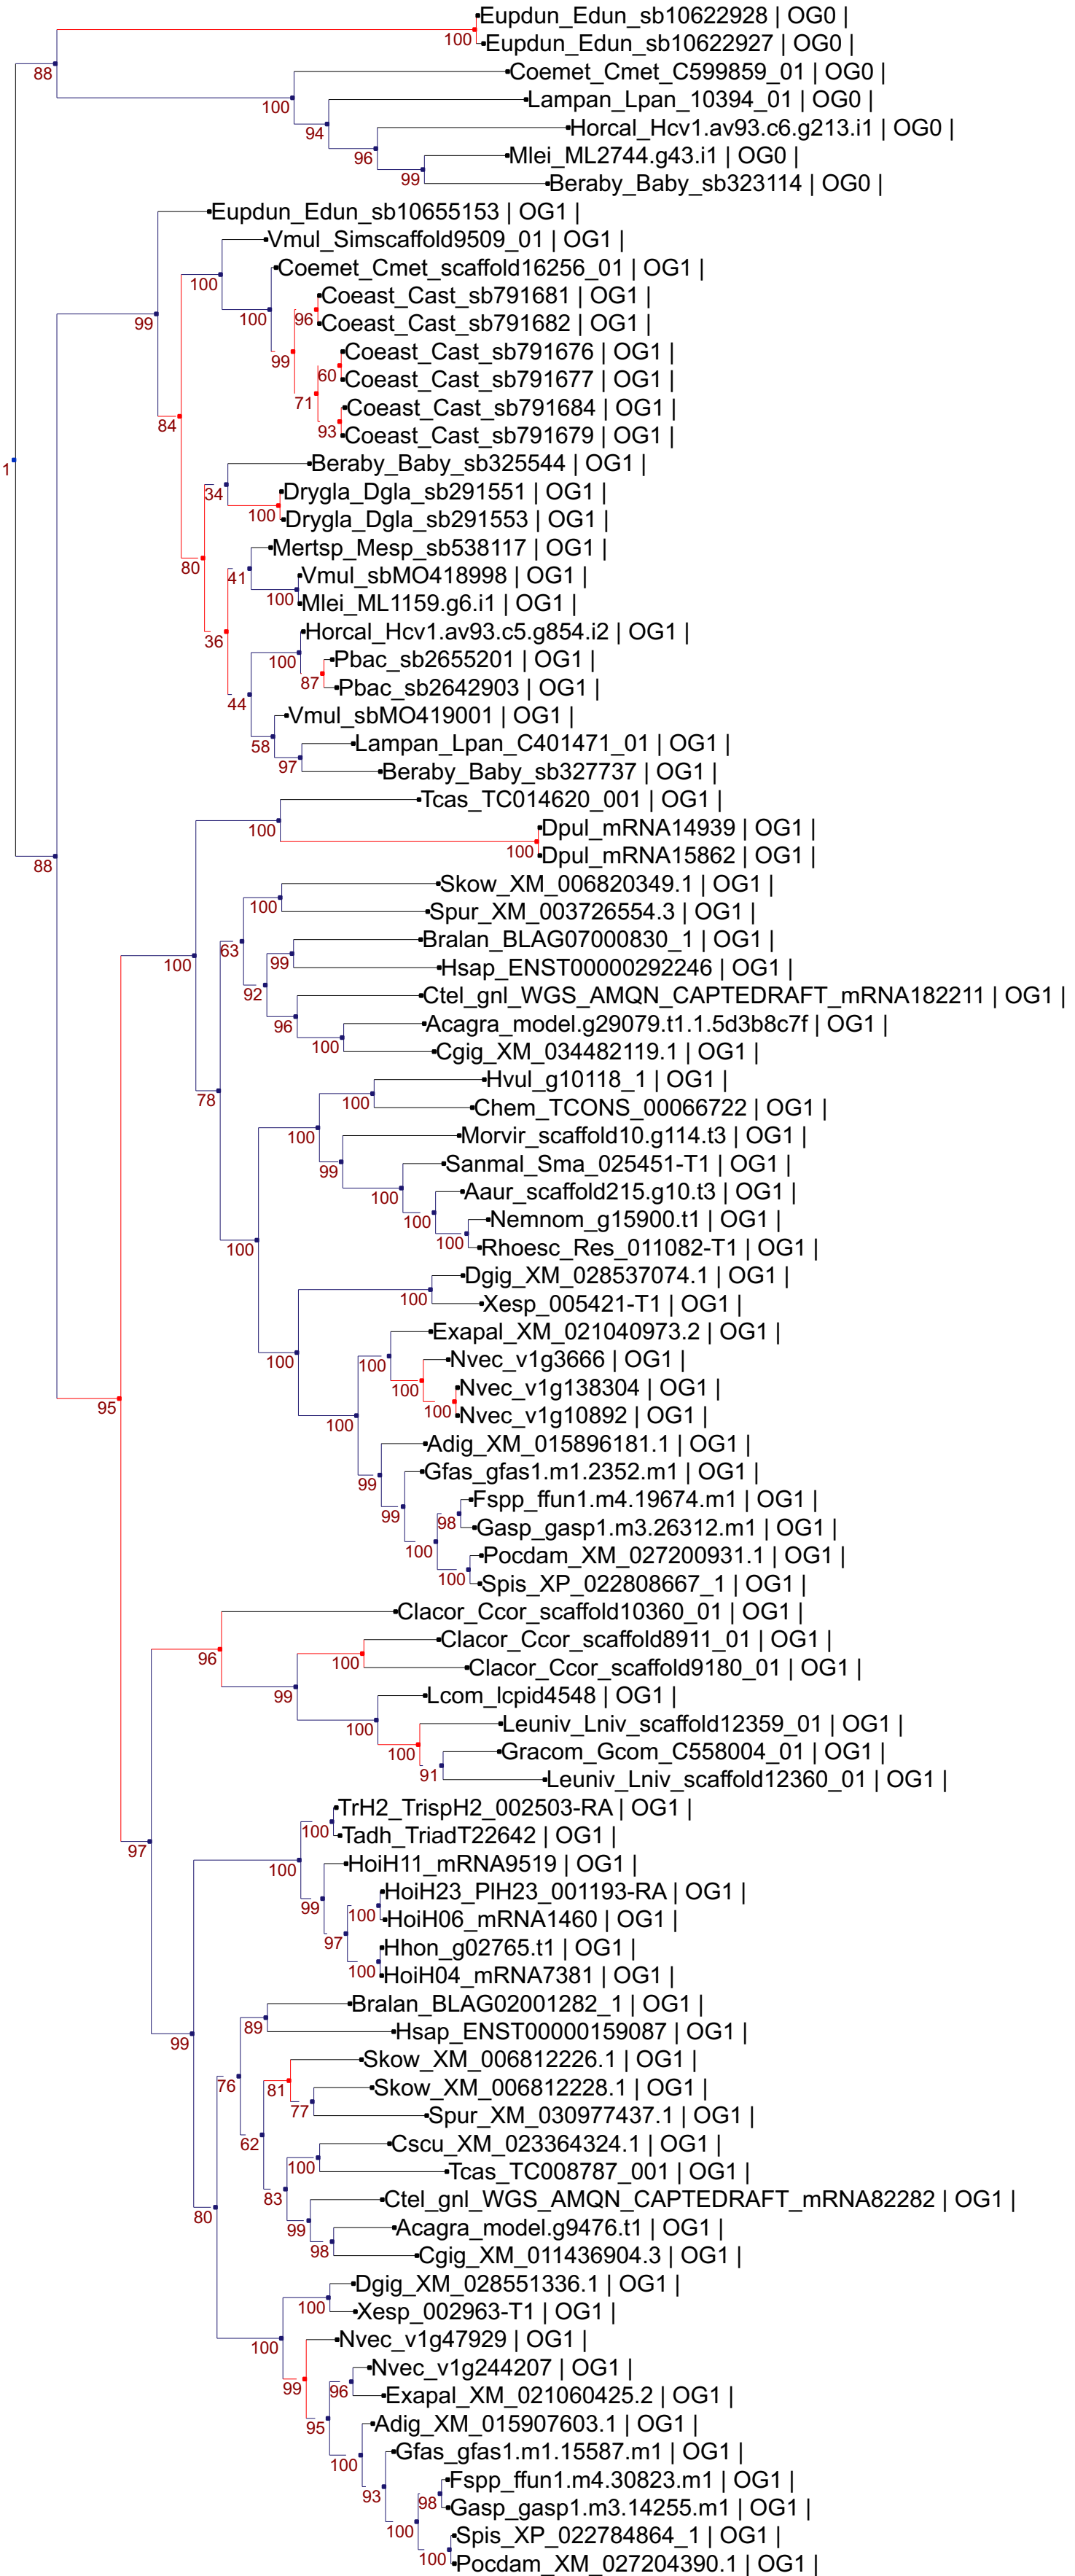 Eupdun_Edun_sb10622928 | OG0 |
100
Eupdun_Edun_sb10622927 | OG0 |
88
Coemet_Cmet_C599859_01 | OG0 |
100
Lampan_Lpan_10394_01 | OG0 |
94
Horcal_Hcv1.av93.c6.g213.i1 | OG0 |
96
Mlei_ML2744.g43.i1 | OG0 |
99
Beraby_Baby_sb323114 | OG0 |
Eupdun_Edun_sb10655153 | OG1 |
Vmul_Simscaffold9509_01 | OG1 |
100
Coemet_Cmet_scaffold16256_01 | OG1 |
Coeast_Cast_sb791681 | OG1 |
99
100
96
Coeast_Cast_sb791682 | OG1 |
Coeast_Cast_sb791676 | OG1 |
99
60
Coeast_Cast_sb791677 | OG1 |
71
Coeast_Cast_sb791684 | OG1 |
84
93
Coeast_Cast_sb791679 | OG1 |
1
Beraby_Baby_sb325544 | OG1 |
34
Drygla_Dgla_sb291551 | OG1 |
100
Drygla_Dgla_sb291553 | OG1 |
Mertsp_Mesp_sb538117 | OG1 |
80
41
Vmul_sbMO418998 | OG1 |
100
Mlei_ML1159.g6.i1 | OG1 |
Horcal_Hcv1.av93.c5.g854.i2 | OG1 |
36
100
Pbac_sb2655201 | OG1 |
87
Pbac_sb2642903 | OG1 |
44
Vmul_sbMO419001 | OG1 |
58
Lampan_Lpan_C401471_01 | OG1 |
97
Beraby_Baby_sb327737 | OG1 |
Tcas_TC014620_001 | OG1 |
100
Dpul_mRNA14939 | OG1 |
100
Dpul_mRNA15862 | OG1 |
88
Skow_XM_006820349.1 | OG1 |
100
Spur_XM_003726554.3 | OG1 |
Bralan_BLAG07000830_1 | OG1 |
63
100
99
Hsap_ENST00000292246 | OG1 |
92
Ctel_gnl_WGS_AMQN_CAPTEDRAFT_mRNA182211 | OG1 |
96
Acagra_model.g29079.t1.1.5d3b8c7f | OG1 |
100
Cgig_XM_034482119.1 | OG1 |
Hvul_g10118_1 | OG1 |
78
100
Chem_TCONS_00066722 | OG1 |
100
Morvir_scaffold10.g114.t3 | OG1 |
99
Sanmal_Sma_025451-T1 | OG1 |
100
Aaur_scaffold215.g10.t3 | OG1 |
100
Nemnom_g15900.t1 | OG1 |
100
100
Rhoesc_Res_011082-T1 | OG1 |
Dgig_XM_028537074.1 | OG1 |
100
Xesp_005421-T1 | OG1 |
Exapal_XM_021040973.2 | OG1 |
100
100
Nvec_v1g3666 | OG1 |
100
Nvec_v1g138304 | OG1 |
95
100
Nvec_v1g10892 | OG1 |
100
Adig_XM_015896181.1 | OG1 |
99
Gfas_gfas1.m1.2352.m1 | OG1 |
99
Fspp_ffun1.m4.19674.m1 | OG1 |
98
Gasp_gasp1.m3.26312.m1 | OG1 |
100
Pocdam_XM_027200931.1 | OG1 |
100
Spis_XP_022808667_1 | OG1 |
Clacor_Ccor_scaffold10360_01 | OG1 |
96
Clacor_Ccor_scaffold8911_01 | OG1 |
100
Clacor_Ccor_scaffold9180_01 | OG1 |
99
Lcom_lcpid4548 | OG1 |
100
Leuniv_Lniv_scaffold12359_01 | OG1 |
100
Gracom_Gcom_C558004_01 | OG1 |
91
Leuniv_Lniv_scaffold12360_01 | OG1 |
TrH2_TrispH2_002503-RA | OG1 |
100
Tadh_TriadT22642 | OG1 |
97
100
HoiH11_mRNA9519 | OG1 |
99
HoiH23_PlH23_001193-RA | OG1 |
100
HoiH06_mRNA1460 | OG1 |
97
Hhon_g02765.t1 | OG1 |
100
HoiH04_mRNA7381 | OG1 |
Bralan_BLAG02001282_1 | OG1 |
89
Hsap_ENST00000159087 | OG1 |
99
Skow_XM_006812226.1 | OG1 |
76
81
Skow_XM_006812228.1 | OG1 |
77
Spur_XM_030977437.1 | OG1 |
62
Cscu_XM_023364324.1 | OG1 |
100
Tcas_TC008787_001 | OG1 |
83
Ctel_gnl_WGS_AMQN_CAPTEDRAFT_mRNA82282 | OG1 |
80
99
Acagra_model.g9476.t1 | OG1 |
98
Cgig_XM_011436904.3 | OG1 |
Dgig_XM_028551336.1 | OG1 |
100
Xesp_002963-T1 | OG1 |
100
Nvec_v1g47929 | OG1 |
Nvec_v1g244207 | OG1 |
99
96
Exapal_XM_021060425.2 | OG1 |
95
Adig_XM_015907603.1 | OG1 |
100
Gfas_gfas1.m1.15587.m1 | OG1 |
93
Fspp_ffun1.m4.30823.m1 | OG1 |
98
Gasp_gasp1.m3.14255.m1 | OG1 |
100
Spis_XP_022784864_1 | OG1 |
100
Pocdam_XM_027204390.1 | OG1 |